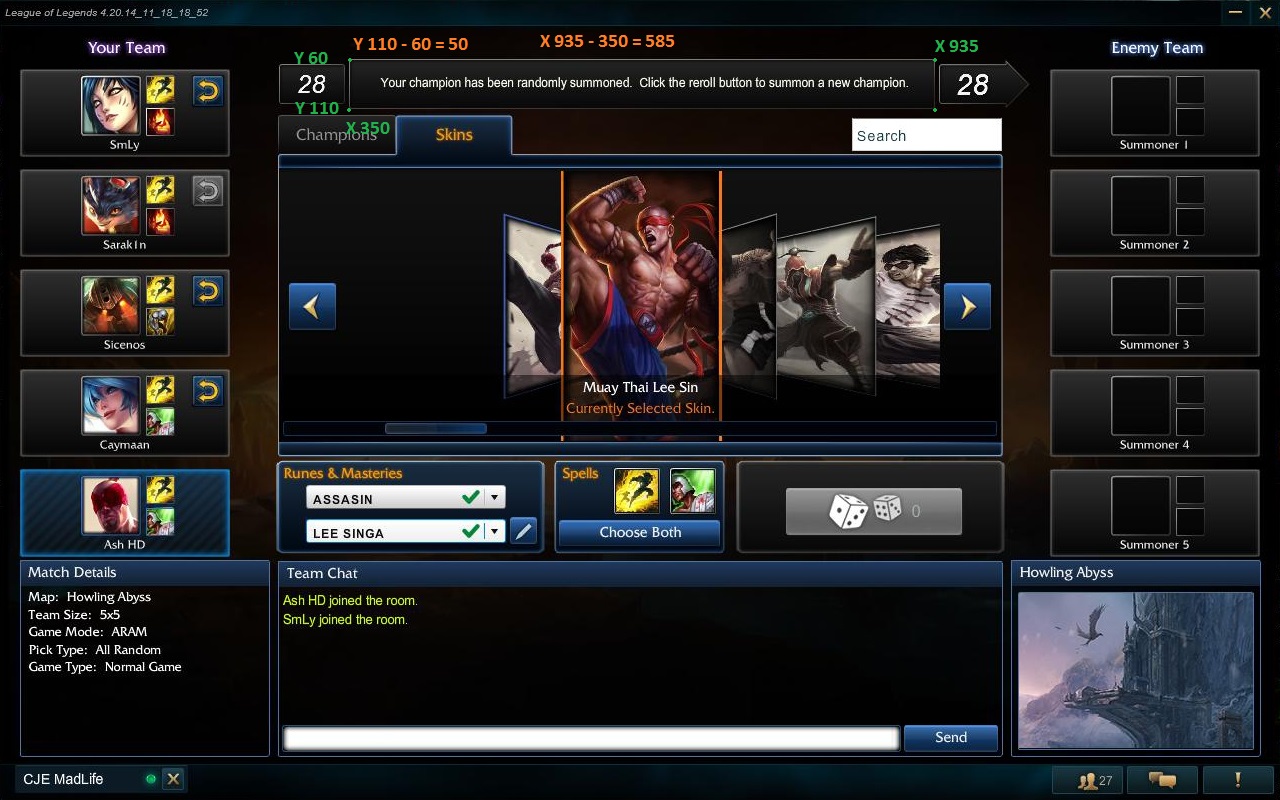 League of Legends 4.20.14_11_18_18_52
Your Team
Y 110 - 60 = 50
X 935 - 350 = 585
X 935
Enemy Team
Y 60
28
Your champion has been randomly summoned. Click the reroll button to summon a new champion.
28
Y 110
X 350
Champions
Skins
Search
SmLy
Summoner 1
Sarak1n
Summoner 2
Sicenos
Summoner 3
Muay Thai Lee Sin
Currently Selected Skin.
Caymaan
Summoner 4
Runes & Masteries
Spells
ASSASIN
LEE SINGA
Choose Both
0
Ash HD
Summoner 5
Match Details
Map: Howling Abyss
Team Size: 5x5
Game Mode: ARAM
Pick Type: All Random
Game Type: Normal Game
Team Chat
Ash HD joined the room.
SmLy joined the room.
Send
Howling Abyss
CJE MadLife
27